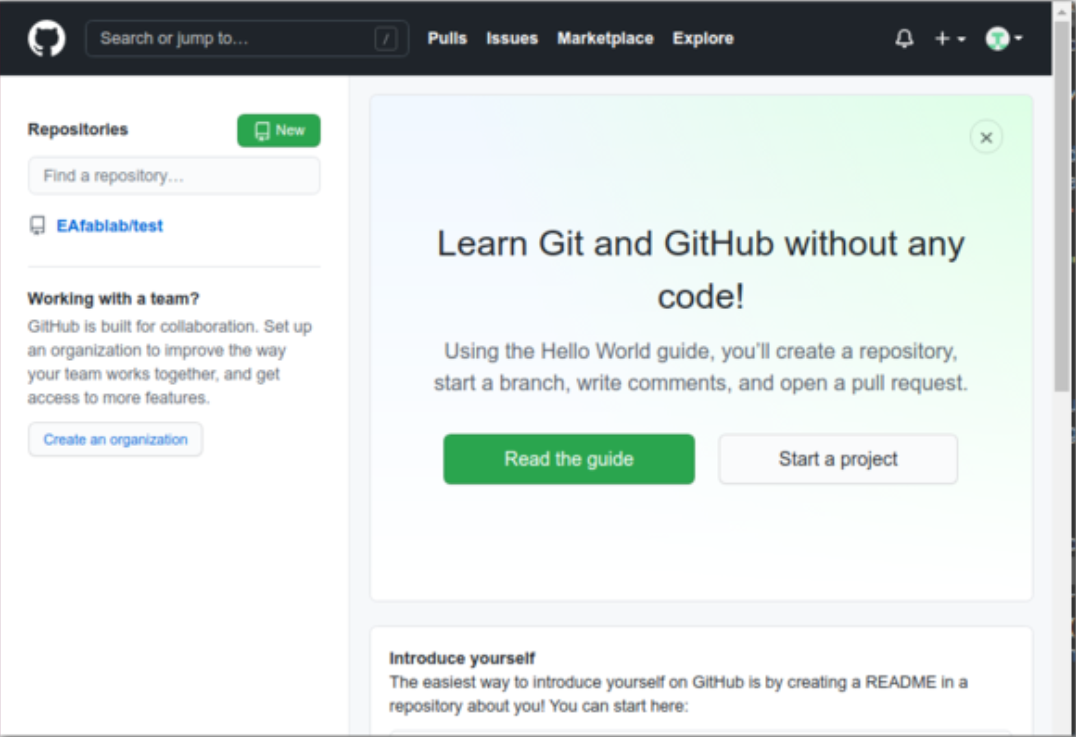 Search or jump to...
/
Pulls Issues Marketplace Explore
Repositories
New
Find a repository...
EAfablab/test
Working with a team?
GitHub is built for collaboration. Set up
an organization to improve the way
your team works together, and get
access to more features.
Create an organization
Learn Git and GitHub without any
code!
Using the Hello World guide, you'll create a repository,
start a branch, write comments, and open a pull request.
Read the guide
Start a project
Introduce yourself
The easiest way to introduce yourself on GitHub is by creating a README in a
repository about you! You can start here: